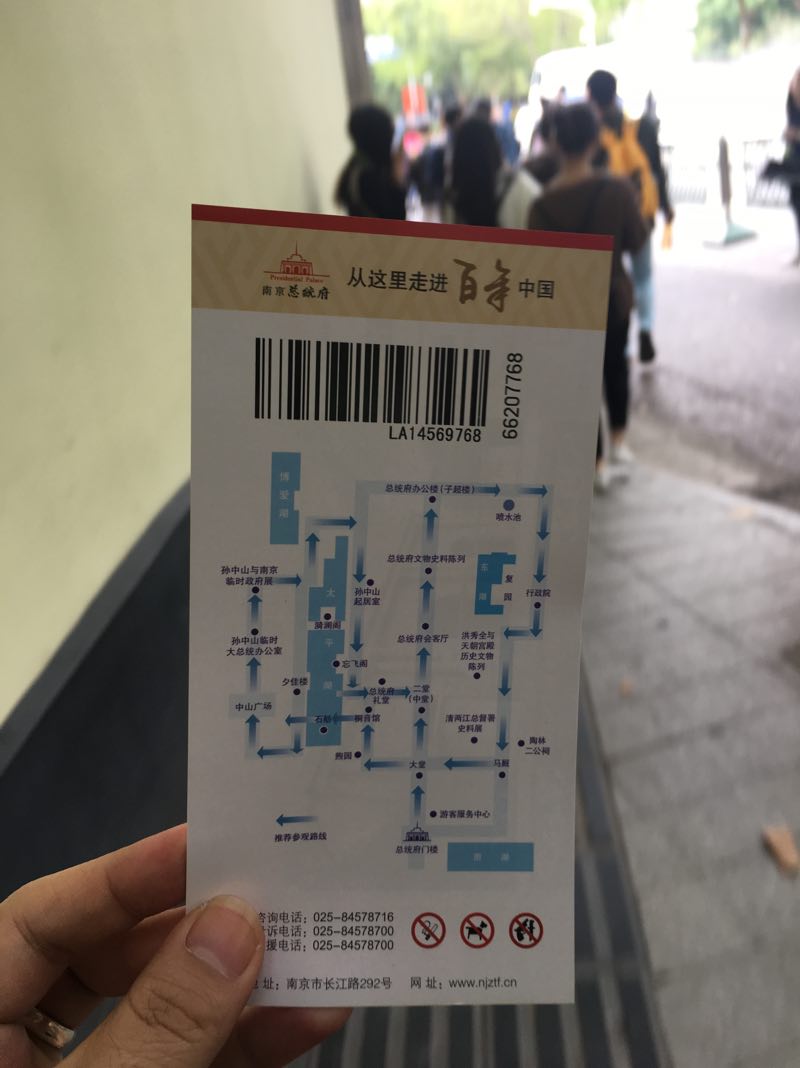 Presidential Palace
南京总统府
从这里走进百年中国
LA14569768
66207768
博爱湖
总统府办公楼(子超楼)
喷水池
总统府文物史料陈列
孙中山与南京
临时政府展
太平湖
孙中山
起居室
东湖
复园
行政院
漪澜阁
孙中山临时
大总统办公室
总统府会客厅
洪秀全与
天朝宫殿
历史文物
陈列
忘飞阁
夕佳楼
总统府
礼堂
二堂
(中堂)
中山广场
石舫
桐音馆
清两江总督署
史料展
陶林
二公祠
煦园
大堂
马厩
游客服务中心
推荐参观路线
总统府门楼
咨询电话：025-84578716
诉电话：025-84578700
援电话：025-84578700
址：南京市长江路292号
网 址：www.njztf.cn